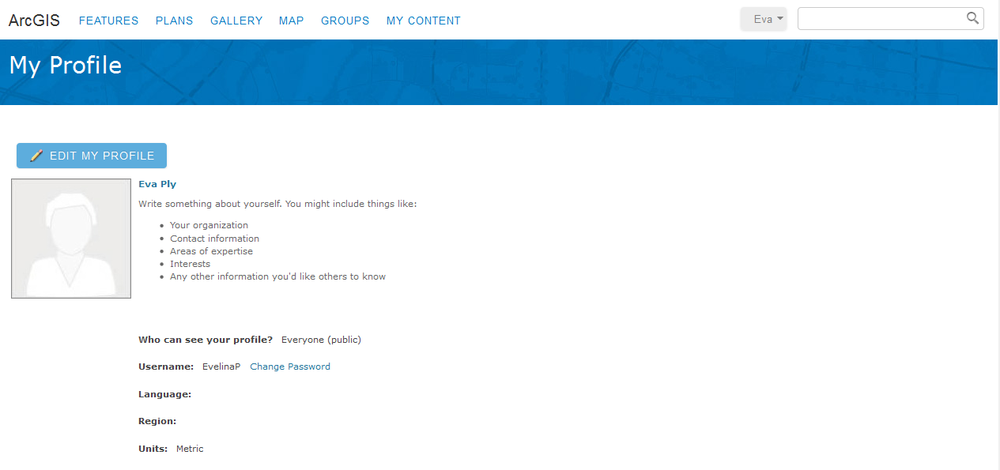 ArcGIS FEATURES PLANS GALLERY MAP GROUPS MY CONTENT Eva
My Profile
EDIT MY PROFILE
Eva Ply
Write something about yourself. You might include things like:
• Your organization
• Contact information
• Areas of expertise
• Interests
• Any other information you'd like others to know
Who can see your profile? Everyone (public)
Username: EvelinaP Change Password
Language:
Region:
Units: Metric